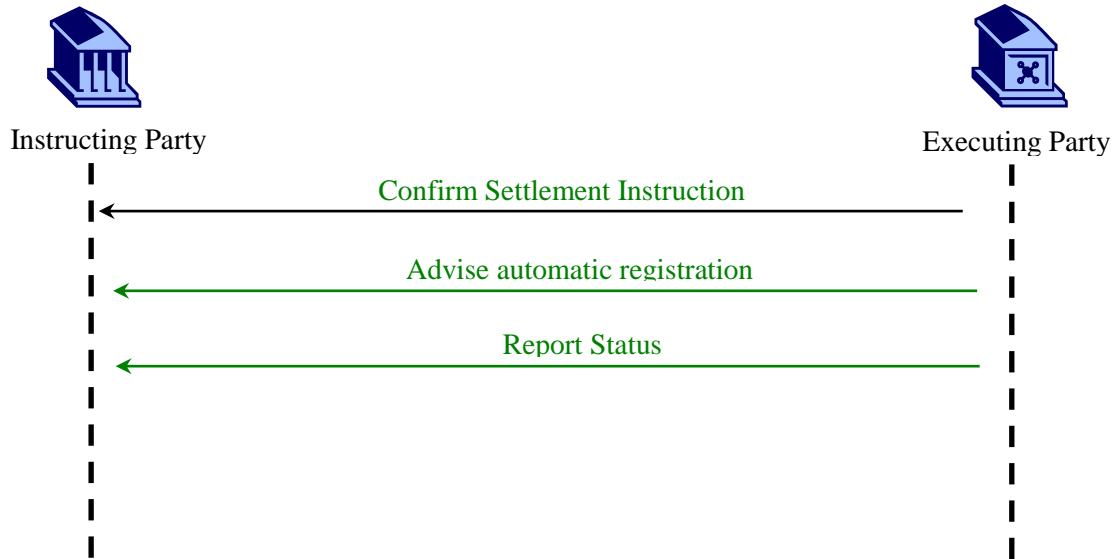 Instructing Party
Executing Party
Confirm Settlement Instruction
Advise automatic registration
Report Status